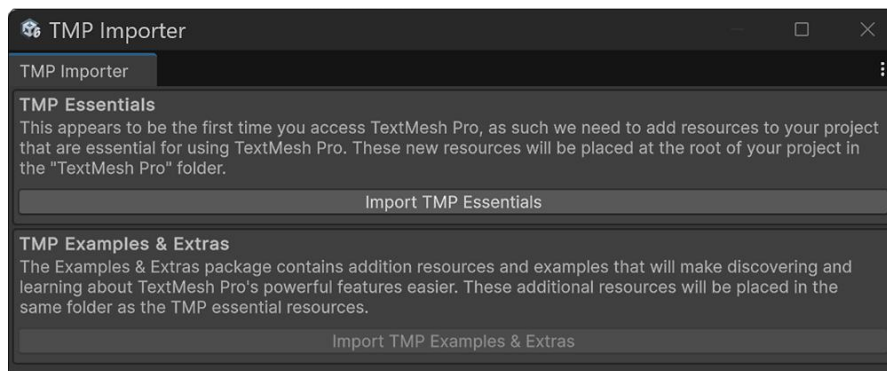 TMP Importer
TMP Importer
TMP Essentials
This appears to be the first time you access TextMesh Pro, as such we need to add resources to your project
that are essential for using TextMesh Pro. These new resources will be placed at the root of your project in
the "TextMesh Pro" folder.
Import TMP Essentials
TMP Examples & Extras
The Examples & Extras package contains addition resources and examples that will make discovering and
learning about TextMesh Pro's powerful features easier. These additional resources will be placed in the
same folder as the TMP essential resources.
Import TMP Examples & Extras